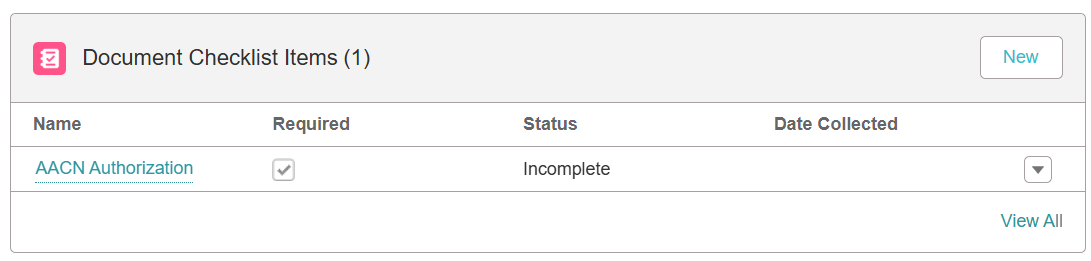 Document Checklist Items (1)
New
Name Required Status Date Collected
AACN Authorization Incomplete
View All